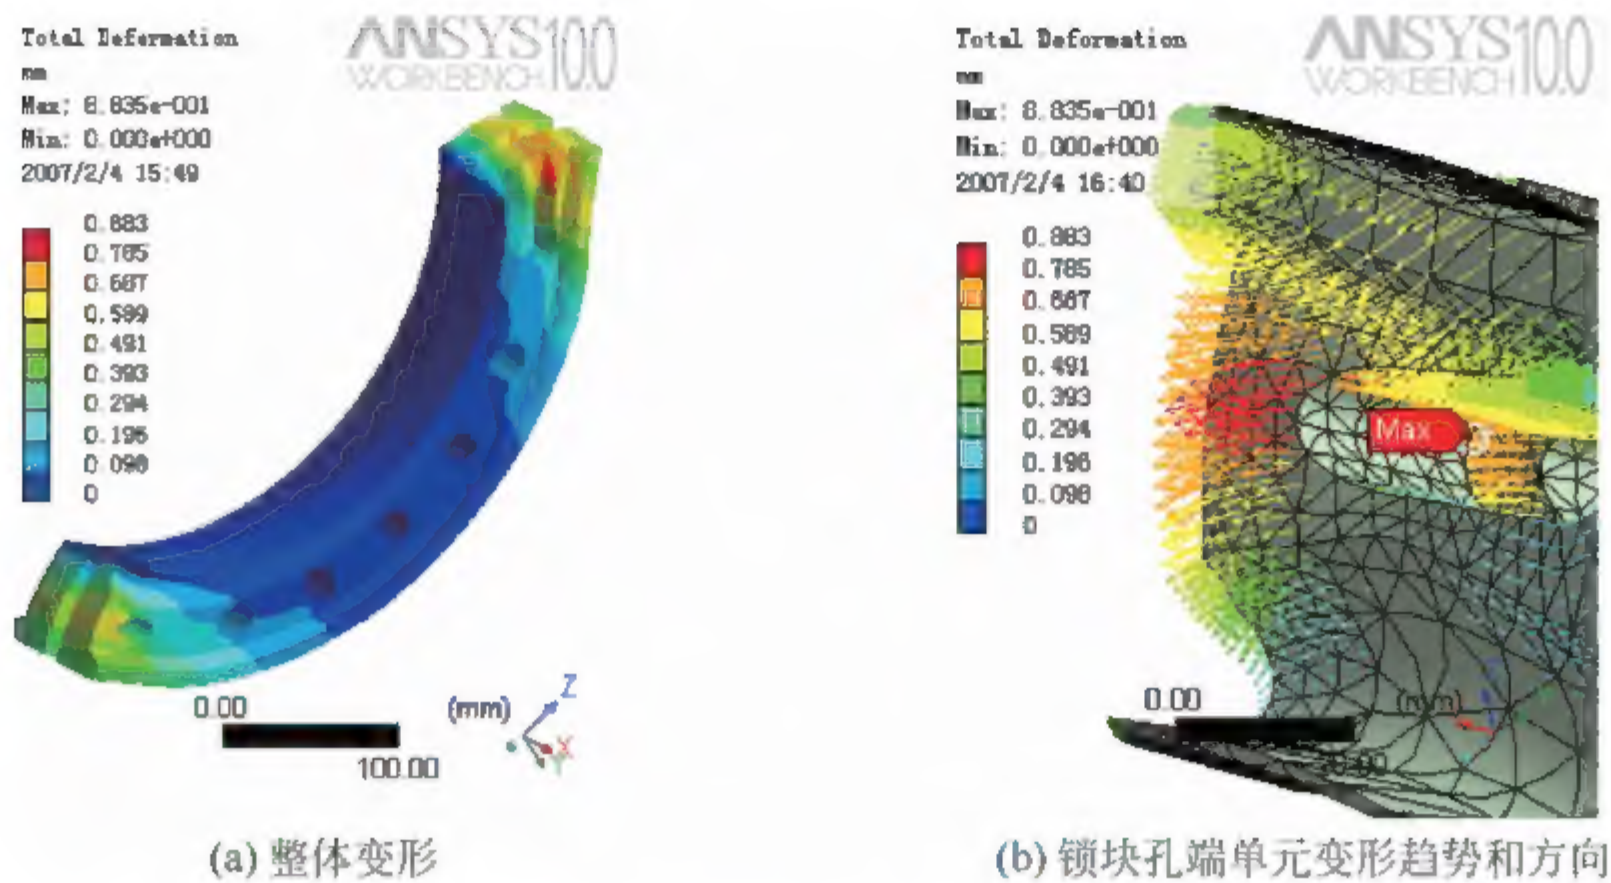 Total Deformation
mm
Max: 8.835e-001
Min: 0.000e+000
2007/2/4 15:49
ANSYS 10.0
WORKBENCH
0.883
0.785
0.687
0.589
0.491
0.393
0.294
0.196
0.098
0
0.00
100.00
(mm)
Z
X
Y
(a) 整体变形
Total Deformation
mm
Max: 8.835e-001
Min: 0.000e+000
2007/2/4 16:40
ANSYS 10.0
WORKBENCH
0.883
0.785
0.687
0.589
0.491
0.393
0.294
0.196
0.098
0
Max
0.00
(mm)
(b) 锁块孔端单元变形趋势和方向